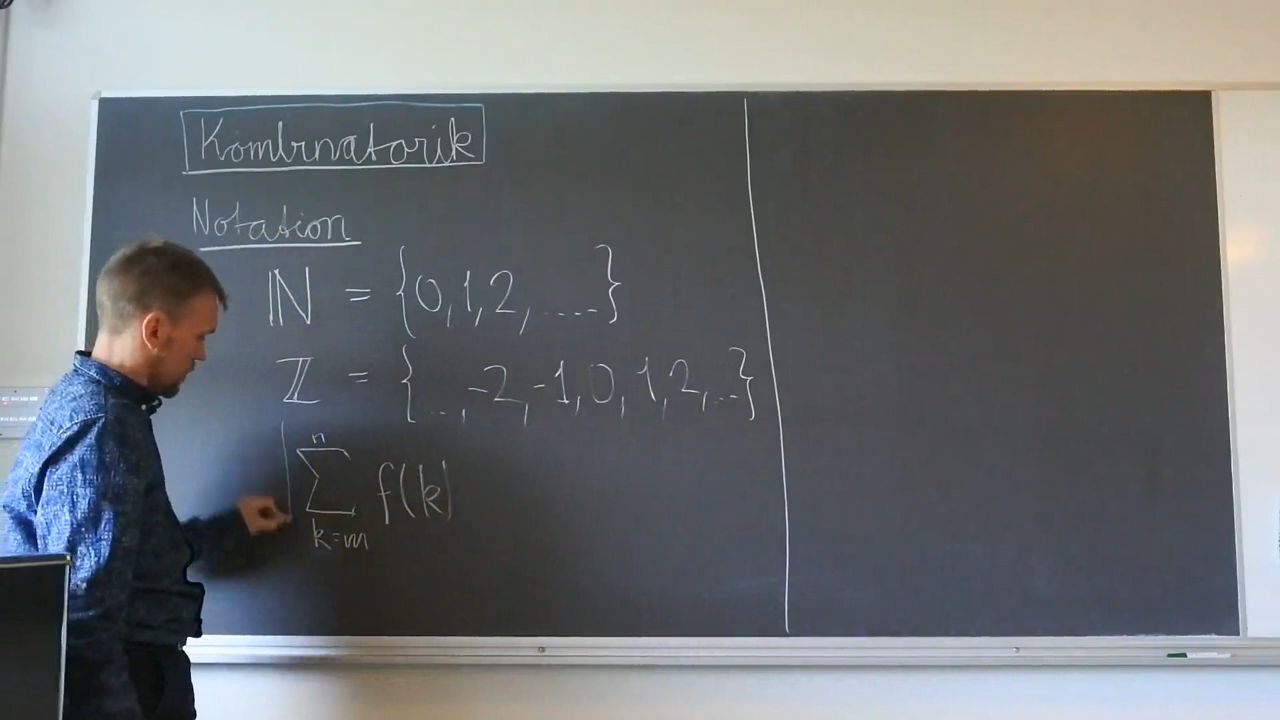 Kombinatorik
Notation
ℕ = {0, 1, 2, ....}
ℤ = {..., -2, -1, 0, 1, 2, ...}
n
∑ f(k)
k=m